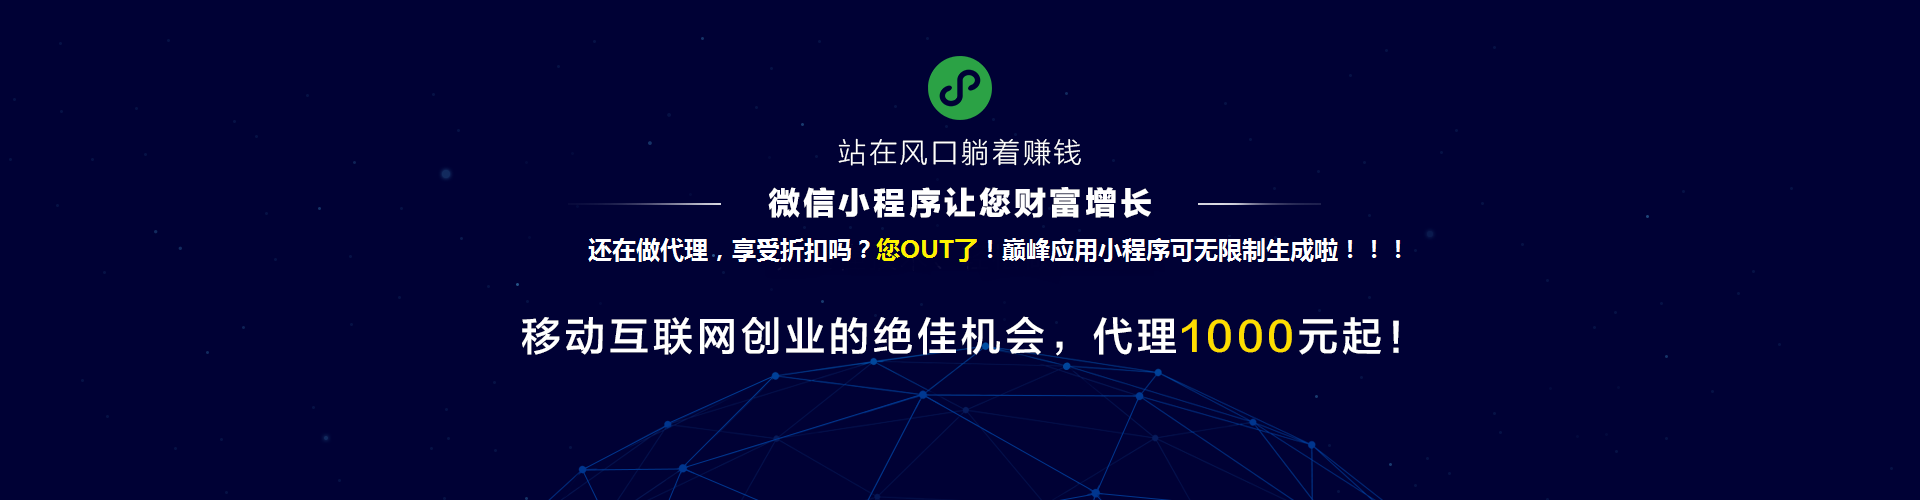 站在风口躺着赚钱
微信小程序让您财富增长
还在做代理，享受折扣吗？您OUT了！巅峰应用小程序可无限制生成啦！！！
移动互联网创业的绝佳机会，代理1000元起！